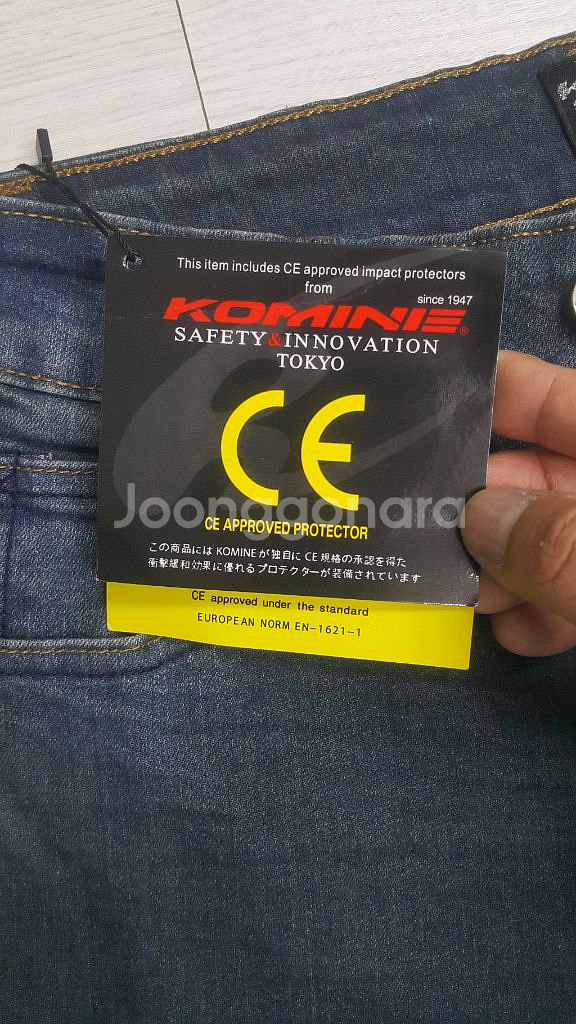 This item includes CE approved impact protectors
from
since 1947
KOMINE®
SAFETY&INNOVATION
TOKYO
CE
Joonggonara
CE APPROVED PROTECTOR
この商品には KOMINE が独自に CE 規格の承認を得た
衝撃緩和効果に優れるプロテクターが装備されています
CE approved under the standard
EUROPEAN NORM EN-1621-1